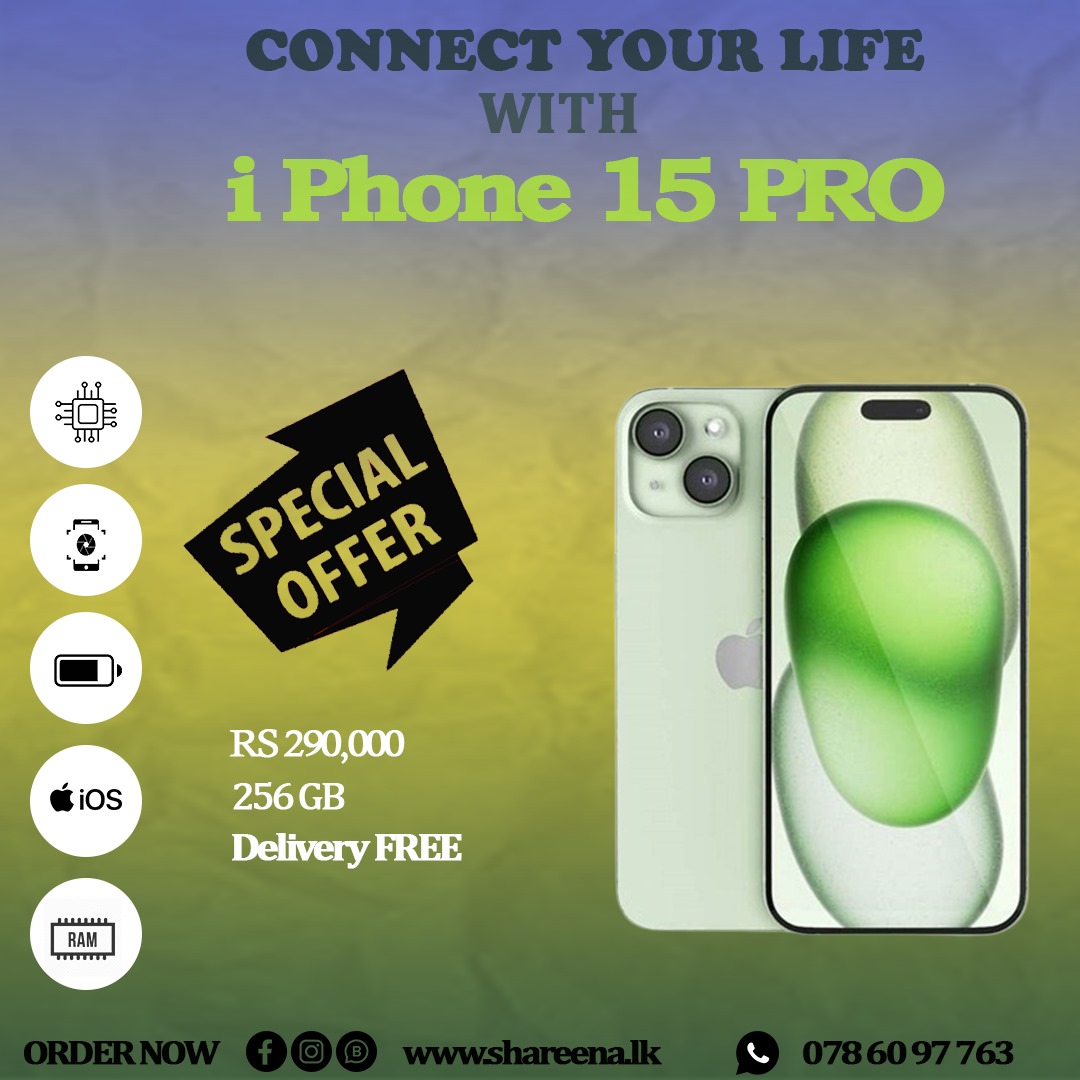 CONNECT YOUR LIFE
WITH
i Phone 15 PRO
SPECIAL
OFFER
RS 290,000
256 GB
Delivery FREE
iOS
RAM
ORDER NOW www.shareena.lk 078 60 97 763